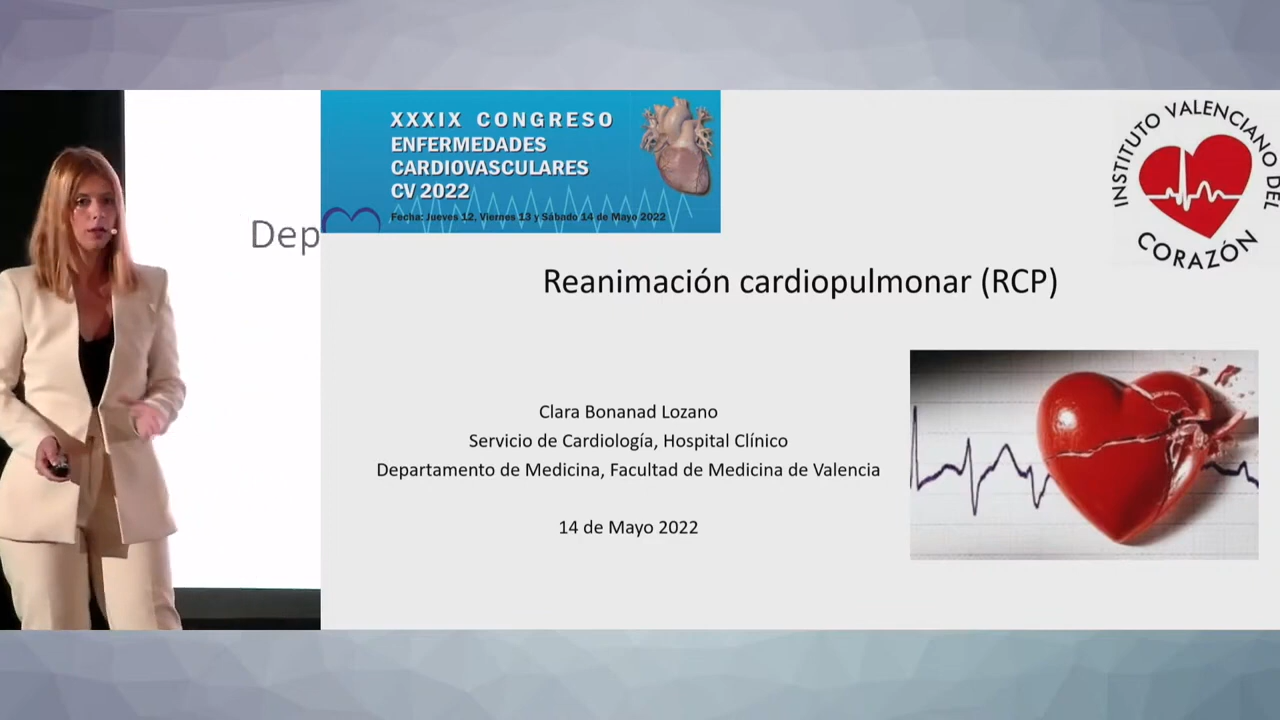 XXXIX CONGRESO
ENFERMEDADES
CARDIOVASCULARES
CV 2022
Fecha: Jueves 12, Viernes 13 y Sábado 14 de Mayo 2022
INSTITUTO VALENCIANO DEL
CORAZÓN
Dep
Reanimación cardiopulmonar (RCP)
Clara Bonanad Lozano
Servicio de Cardiología, Hospital Clínico
Departamento de Medicina, Facultad de Medicina de Valencia
14 de Mayo 2022